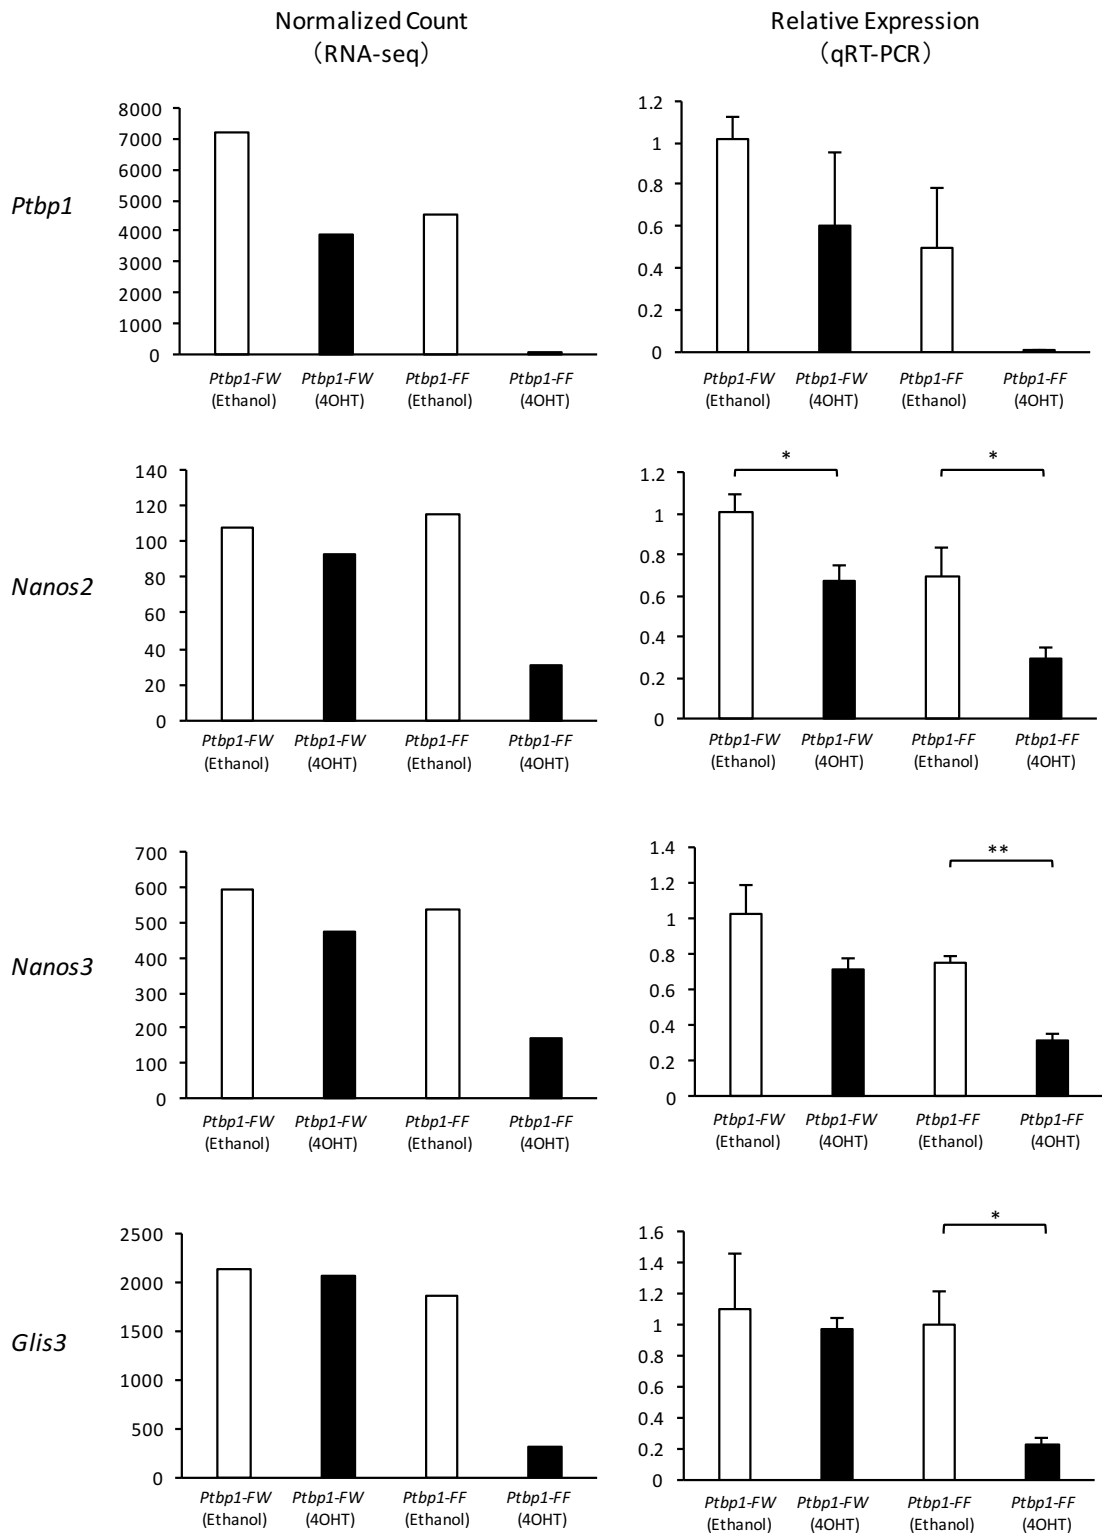 Normalized Count
（RNA-seq）
Relative Expression
（qRT-PCR）
Ptbp1
8000
7000
6000
5000
4000
3000
2000
1000
0
Ptbp1-FW Ptbp1-FW Ptbp1-FF Ptbp1-FF
(Ethanol) (4OHT) (Ethanol) (4OHT)
1.2
1
0.8
0.6
0.4
0.2
0
Ptbp1-FW Ptbp1-FW Ptbp1-FF Ptbp1-FF
(Ethanol) (4OHT) (Ethanol) (4OHT)
Nanos2
140
120
100
80
60
40
20
0
Ptbp1-FW Ptbp1-FW Ptbp1-FF Ptbp1-FF
(Ethanol) (4OHT) (Ethanol) (4OHT)
* *
1.2
1
0.8
0.6
0.4
0.2
0
Ptbp1-FW Ptbp1-FW Ptbp1-FF Ptbp1-FF
(Ethanol) (4OHT) (Ethanol) (4OHT)
Nanos3
700
600
500
400
300
200
100
0
Ptbp1-FW Ptbp1-FW Ptbp1-FF Ptbp1-FF
(Ethanol) (4OHT) (Ethanol) (4OHT)
**
1.4
1.2
1
0.8
0.6
0.4
0.2
0
Ptbp1-FW Ptbp1-FW Ptbp1-FF Ptbp1-FF
(Ethanol) (4OHT) (Ethanol) (4OHT)
Glis3
2500
2000
1500
1000
500
0
Ptbp1-FW Ptbp1-FW Ptbp1-FF Ptbp1-FF
(Ethanol) (4OHT) (Ethanol) (4OHT)
*
1.6
1.4
1.2
1
0.8
0.6
0.4
0.2
0
Ptbp1-FW Ptbp1-FW Ptbp1-FF Ptbp1-FF
(Ethanol) (4OHT) (Ethanol) (4OHT)